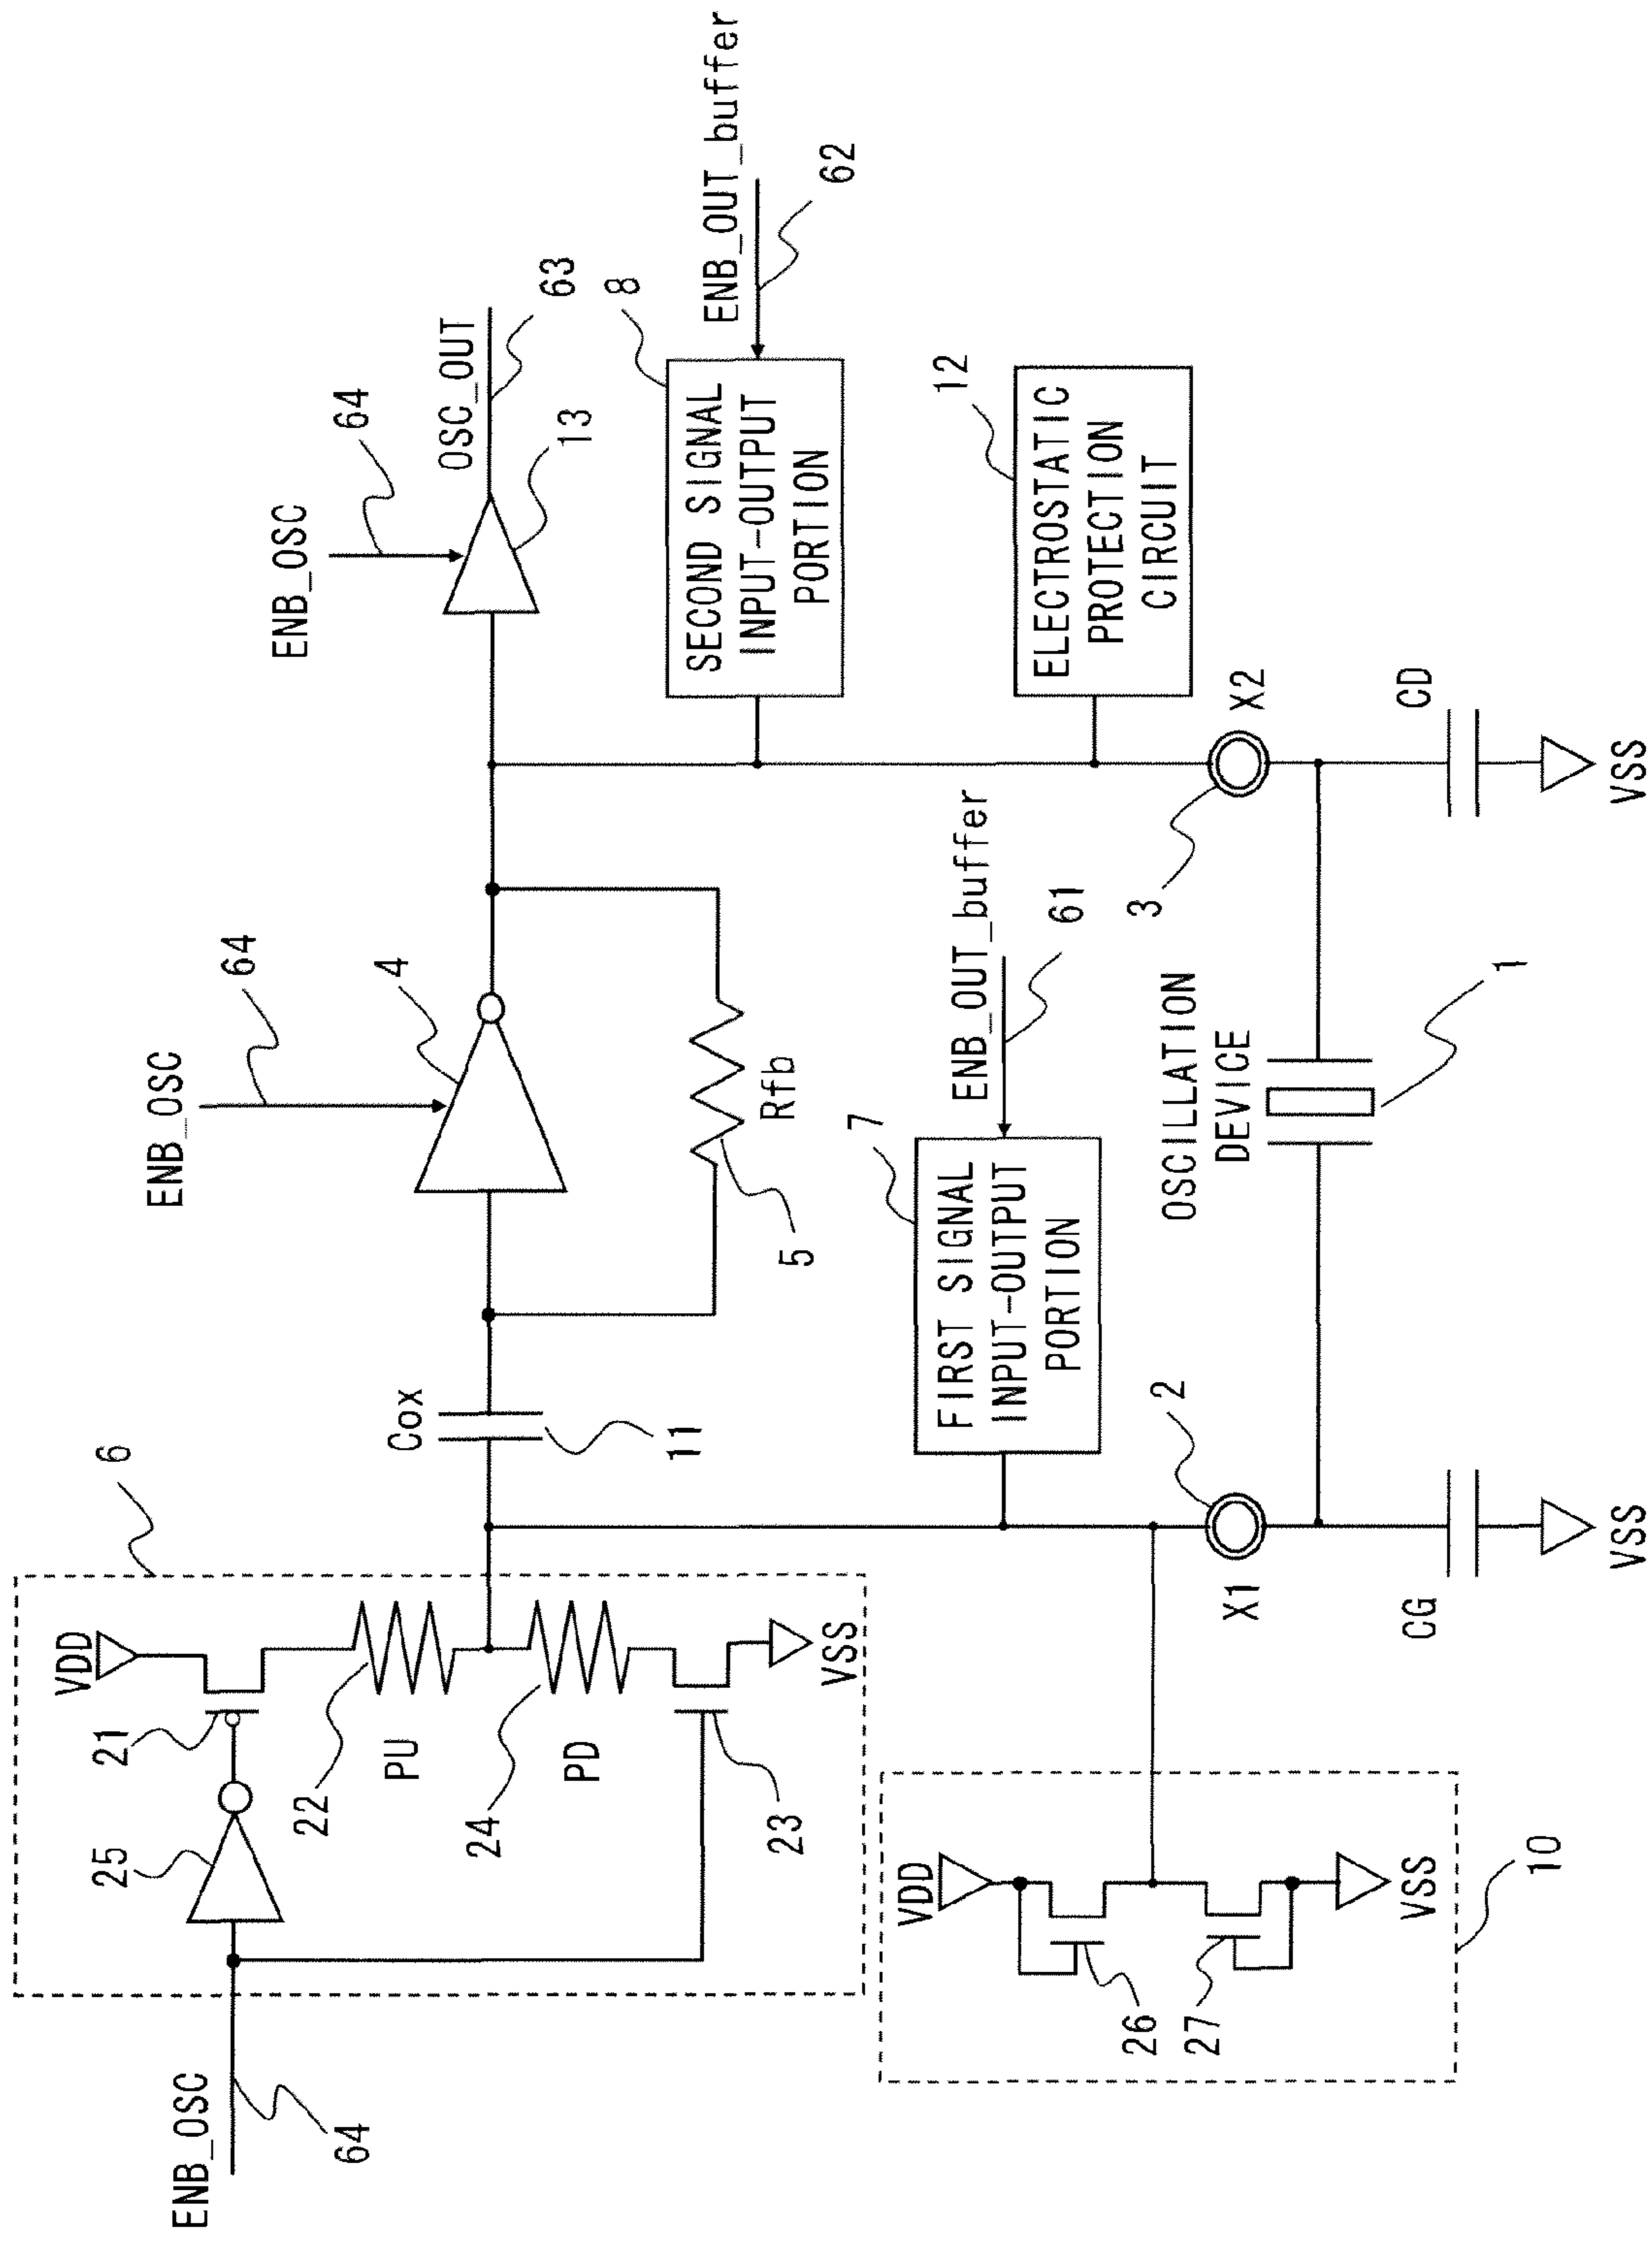 ENB_OSC
64
25
21
VDD
6
22
PU
24
PD
23
VSS
Cox
11
ENB_OSC
64
4
5
Rfb
ENB_OSC
64
OSC_OUT
63
13
8
SECOND SIGNAL
INPUT-OUTPUT
PORTION
ENB_OUT_buffer
62
7
FIRST SIGNAL
INPUT-OUTPUT
PORTION
ENB_OUT_buffer
61
12
ELECTROSTATIC
PROTECTION
CIRCUIT
VDD
26
27
VSS
10
X1
2
OSCILLATION
DEVICE
1
3
X2
CG
VSS
CD
VSS